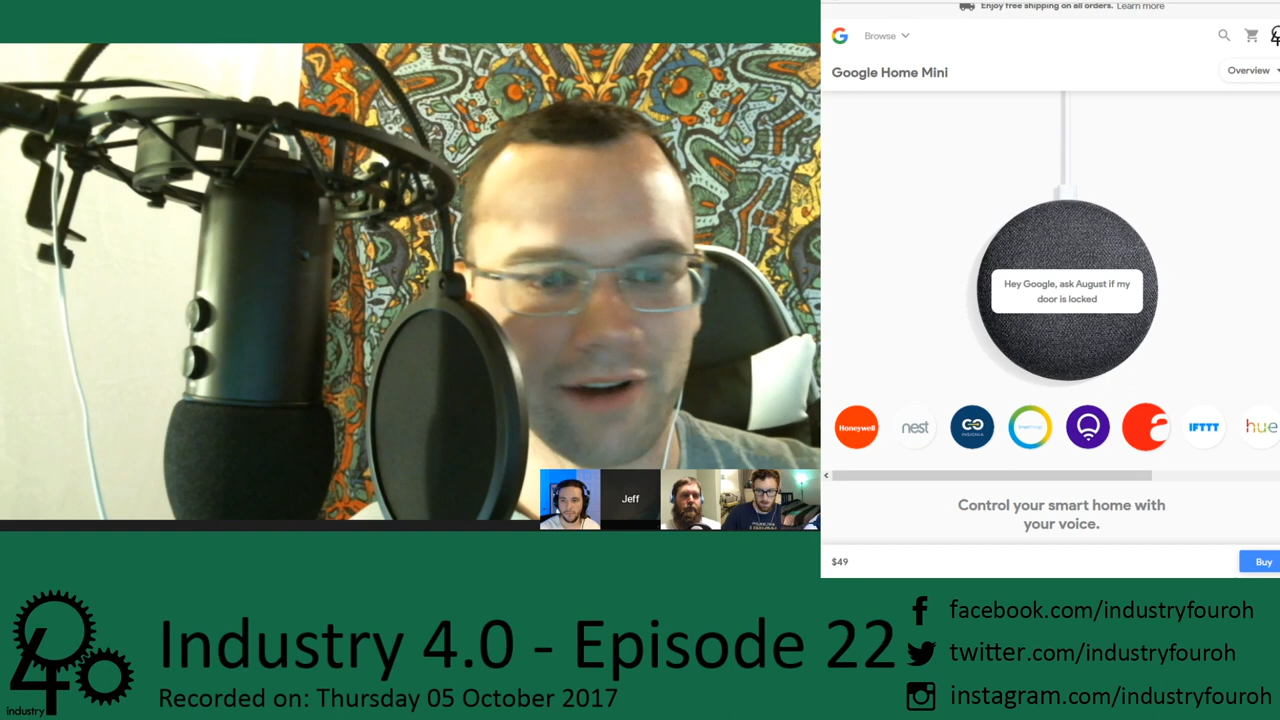 Enjoy free shipping on all orders. Learn more
Browse
Google Home Mini
Overview
Hey Google, ask August if my
door is locked
Honeywell
nest
INSIGNIA
SmartThings
IFTTT
hue
Control your smart home with
your voice.
$49
Buy
Jeff
40
industry
Industry 4.0 - Episode 22
Recorded on: Thursday 05 October 2017
facebook.com/industryfouroh
twitter.com/industryfouroh
instagram.com/industryfouroh